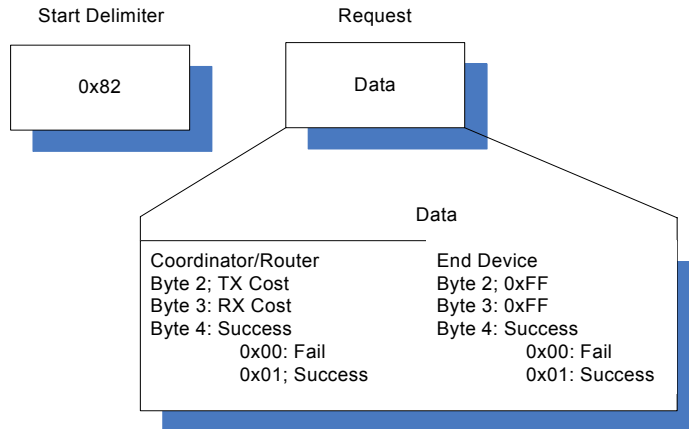 Start Delimiter
Request
0x82
Data
Data
Coordinator/Router
Byte 2; TX Cost
Byte 3: RX Cost
Byte 4: Success
0x00: Fail
0x01; Success
End Device
Byte 2; 0xFF
Byte 3: 0xFF
Byte 4: Success
0x00: Fail
0x01: Success